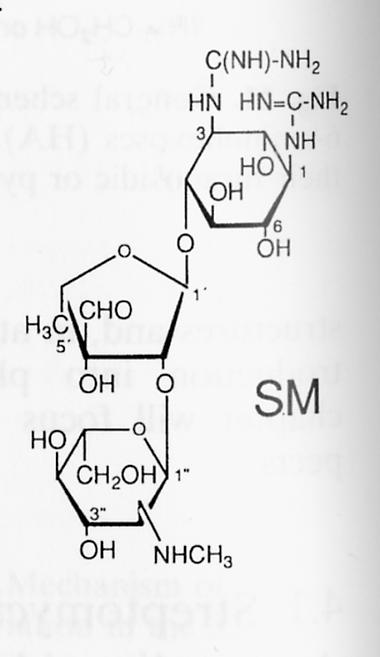 C(NH)-NH₂
HN HN=C-NH₂
3 NH
HO 1
OH
6
O OH
O
1′
CHO
H₃C
5′
OH O
SM
HO O
CH₂OH 1″
3″
OH NHCH₃